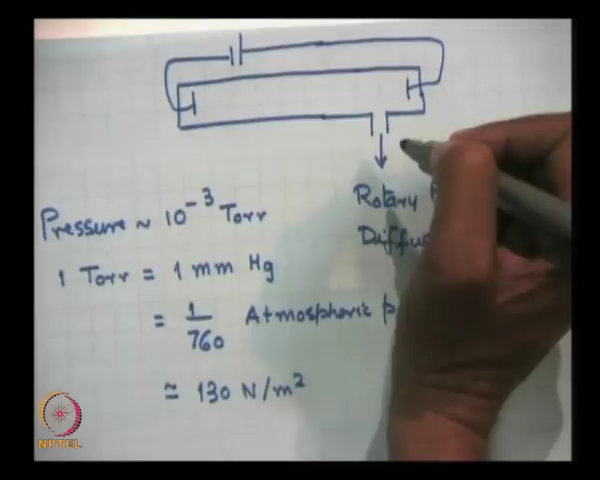 Pressure ~ 10⁻³ Torr
Rotary
1 Torr = 1 mm Hg
= 1/760 Atmospheric
≃ 130 N/m²
NPTEL